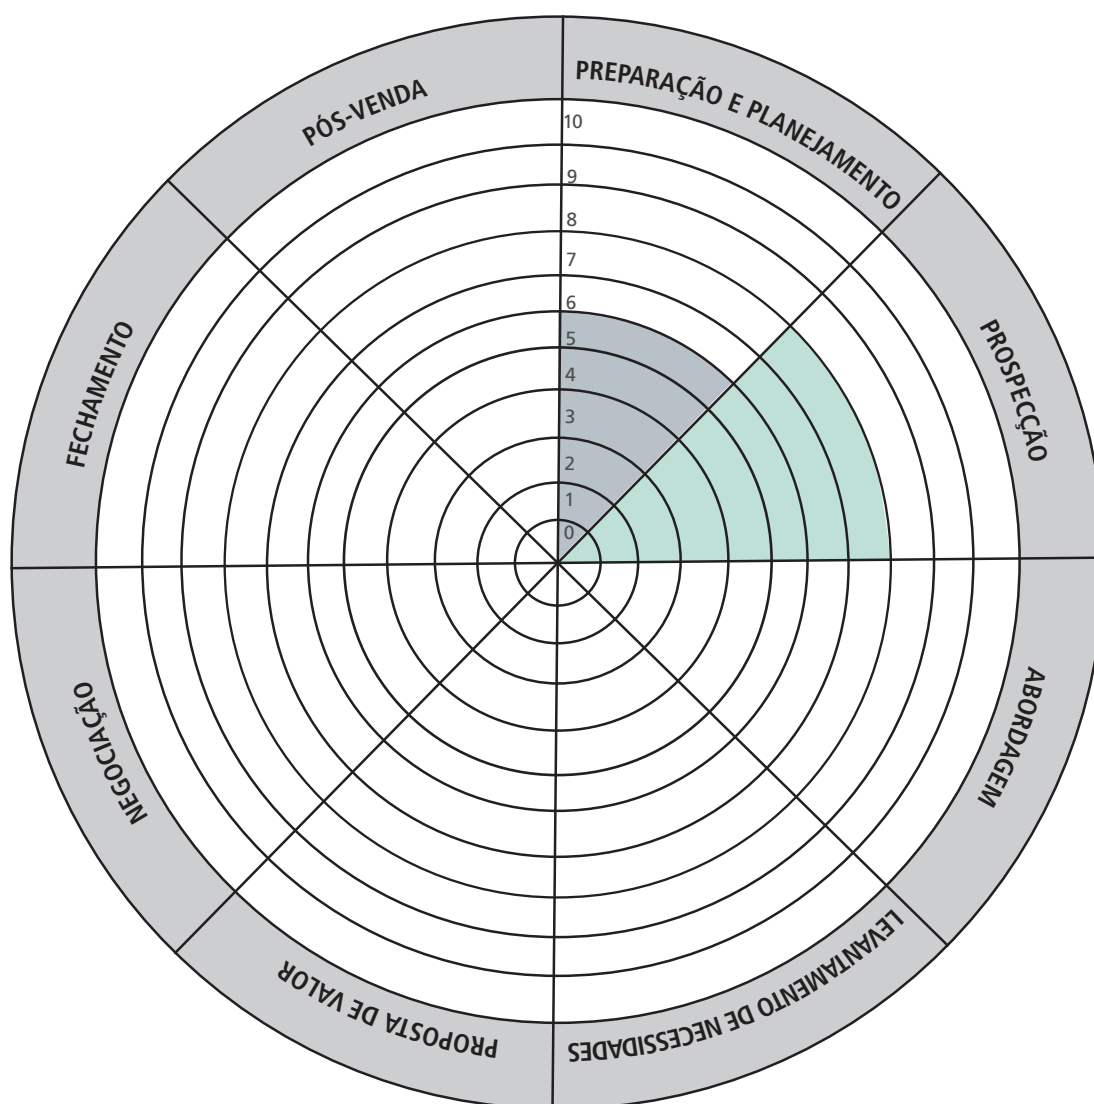 PREPARAÇÃO E PLANEJAMENTO
PROSPECÇÃO
ABORDAGEM
LEVANTAMENTO DE NECESSIDADES
PROPOSTA DE VALOR
NEGOCIAÇÃO
FECHAMENTO
PÓS-VENDA
10
9
8
7
6
5
4
3
2
1
0